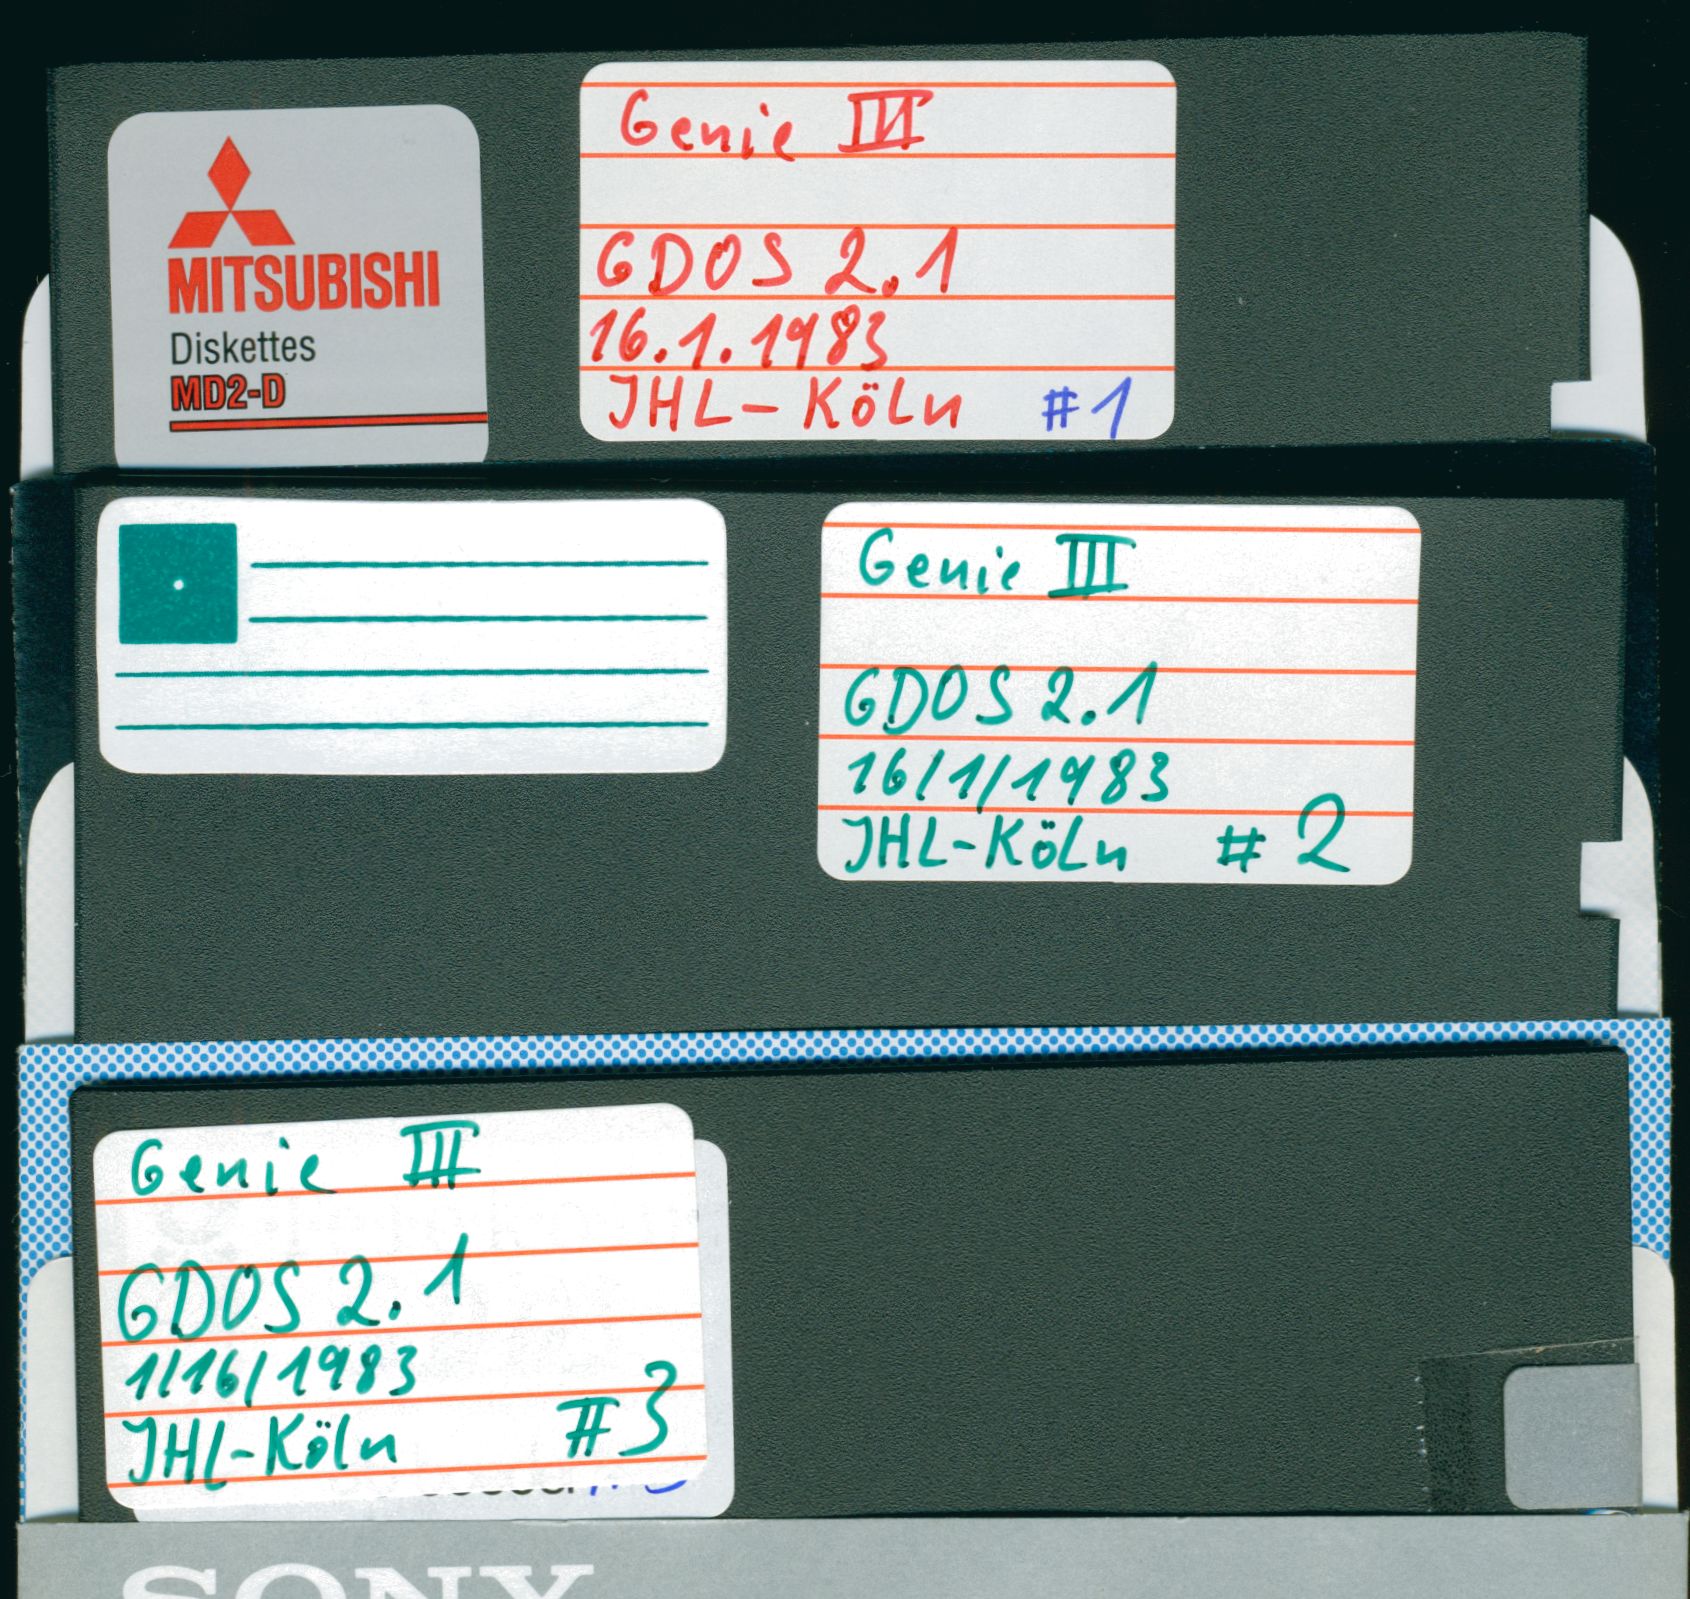 MITSUBISHI
Diskettes
MD2-D
Genie III
GDOS 2.1
16.1.1983
JHL-Köln #1
Genie III
GDOS 2.1
16/1/1983
JHL-Köln #2
Genie III
GDOS 2.1
1/16/1983
JHL-Köln #3
SONY